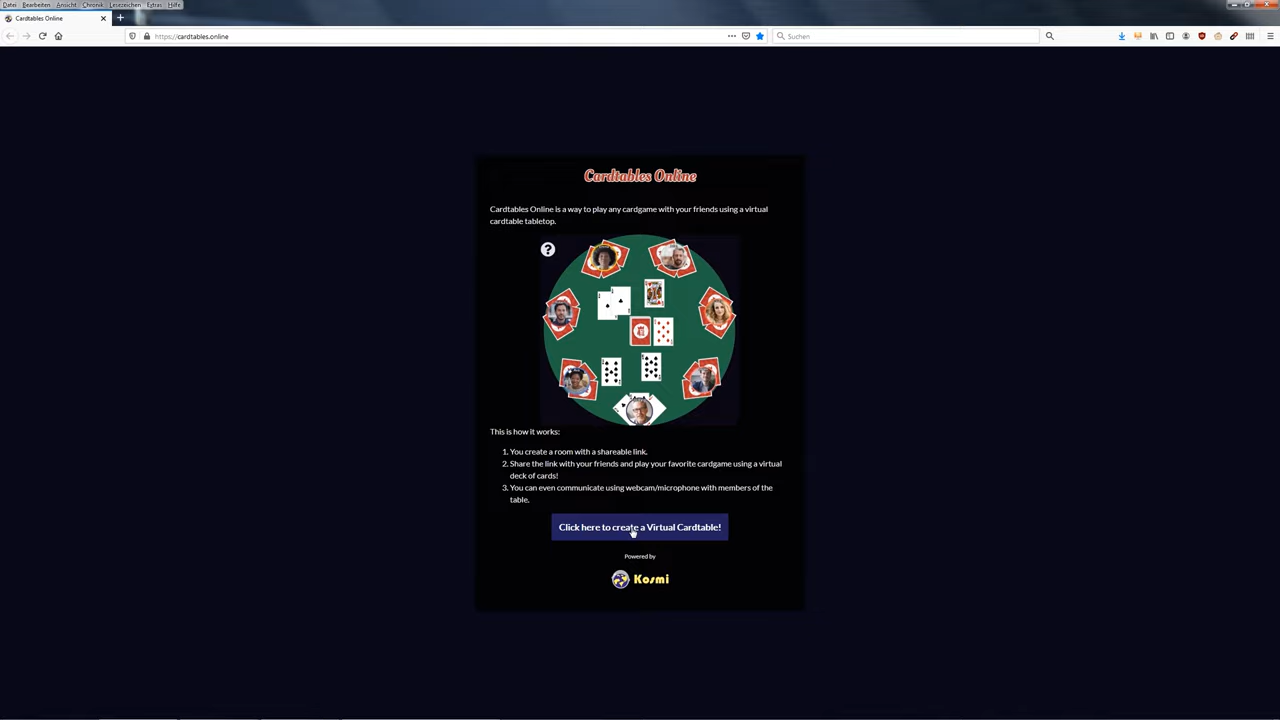 Datei Bearbeiten Ansicht Chronik Lesezeichen Extras Hilfe
Cardtables Online
https://cardtables.online
Suchen
Cardtables Online
Cardtables Online is a way to play any cardgame with your friends using a virtual
cardtable tabletop.
?
This is how it works:
1. You create a room with a shareable link.
2. Share the link with your friends and play your favorite cardgame using a virtual
deck of cards!
3. You can even communicate using webcam/microphone with members of the
table.
Click here to create a Virtual Cardtable!
Powered by
Kosmi